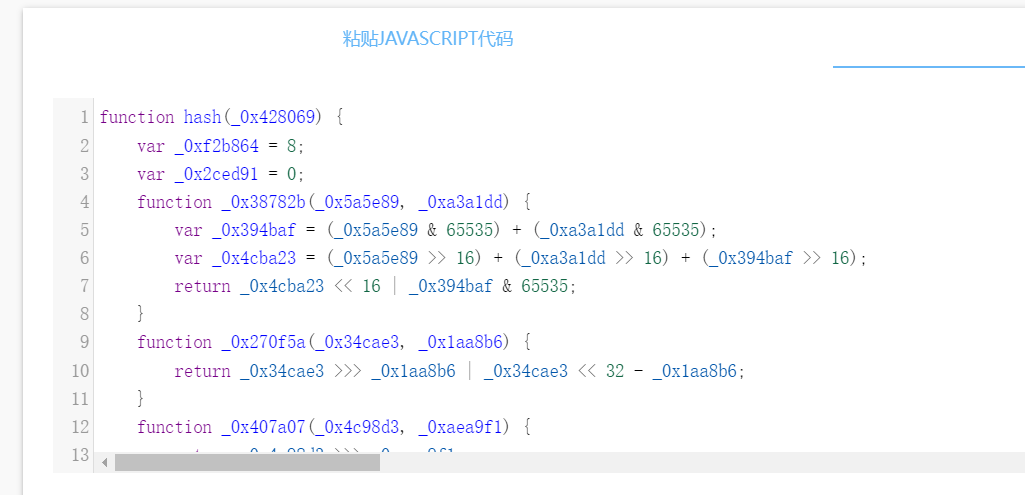 粘贴JAVASCRIPT代码
1 function hash(_0x428069) {
2 var _0xf2b864 = 8;
3 var _0x2ced91 = 0;
4 function _0x38782b(_0x5a5e89, _0xa3a1dd) {
5 var _0x394baf = (_0x5a5e89 & 65535) + (_0xa3a1dd & 65535);
6 var _0x4cba23 = (_0x5a5e89 >> 16) + (_0xa3a1dd >> 16) + (_0x394baf >> 16);
7 return _0x4cba23 << 16 | _0x394baf & 65535;
8 }
9 function _0x270f5a(_0x34cae3, _0x1aa8b6) {
10 return _0x34cae3 >>> _0x1aa8b6 | _0x34cae3 << 32 - _0x1aa8b6;
11 }
12 function _0x407a07(_0x4c98d3, _0xaea9f1) {
13